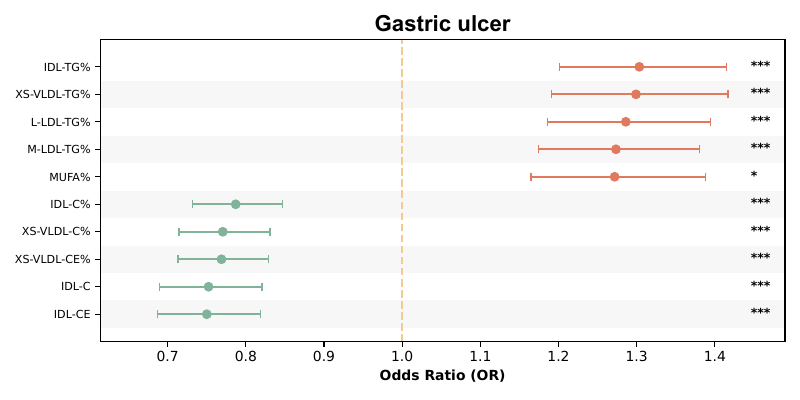 Gastric ulcer
IDL-TG% ***
XS-VLDL-TG% ***
L-LDL-TG% ***
M-LDL-TG% ***
MUFA% *
IDL-C% ***
XS-VLDL-C% ***
XS-VLDL-CE% ***
IDL-C ***
IDL-CE ***
0.7 0.8 0.9 1.0 1.1 1.2 1.3 1.4
Odds Ratio (OR)